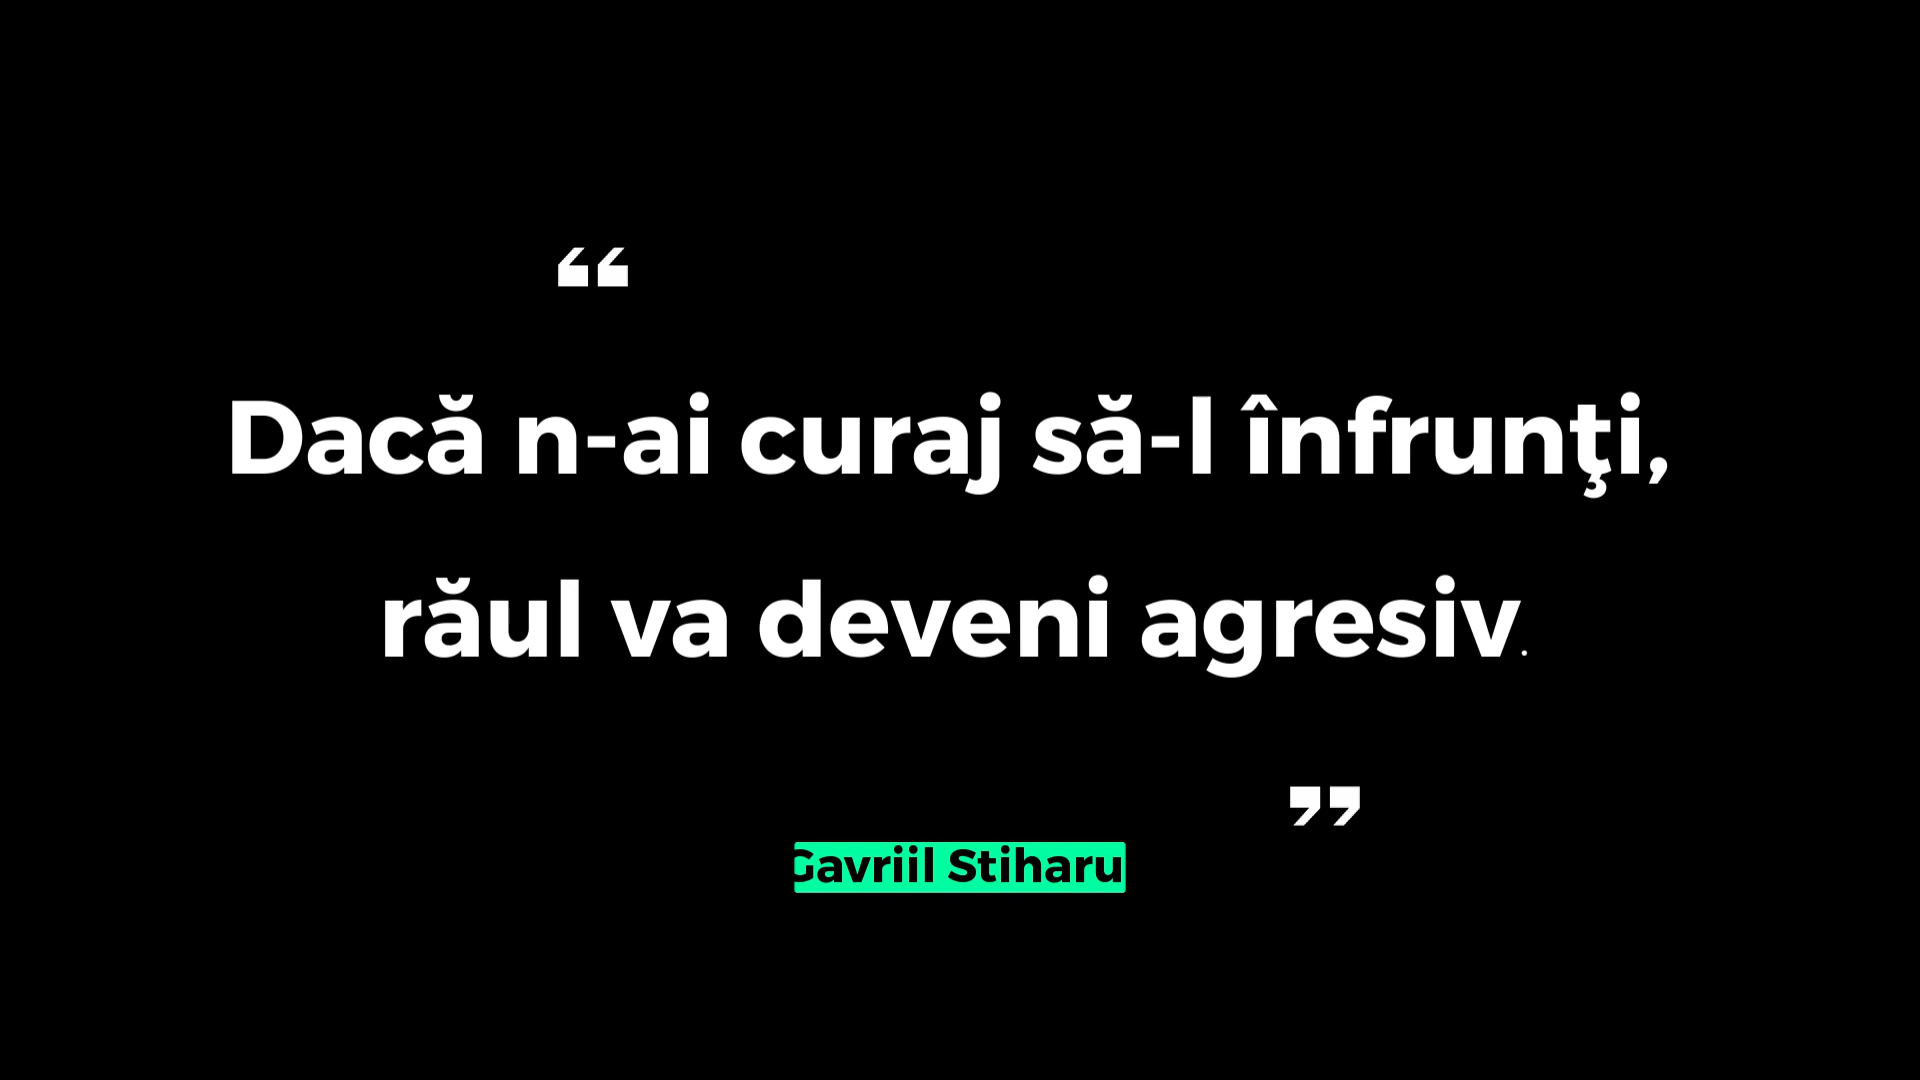 “
Dacă n-ai curaj să-l înfrunţi,
răul va deveni agresiv.
”
Gavriil Stiharu